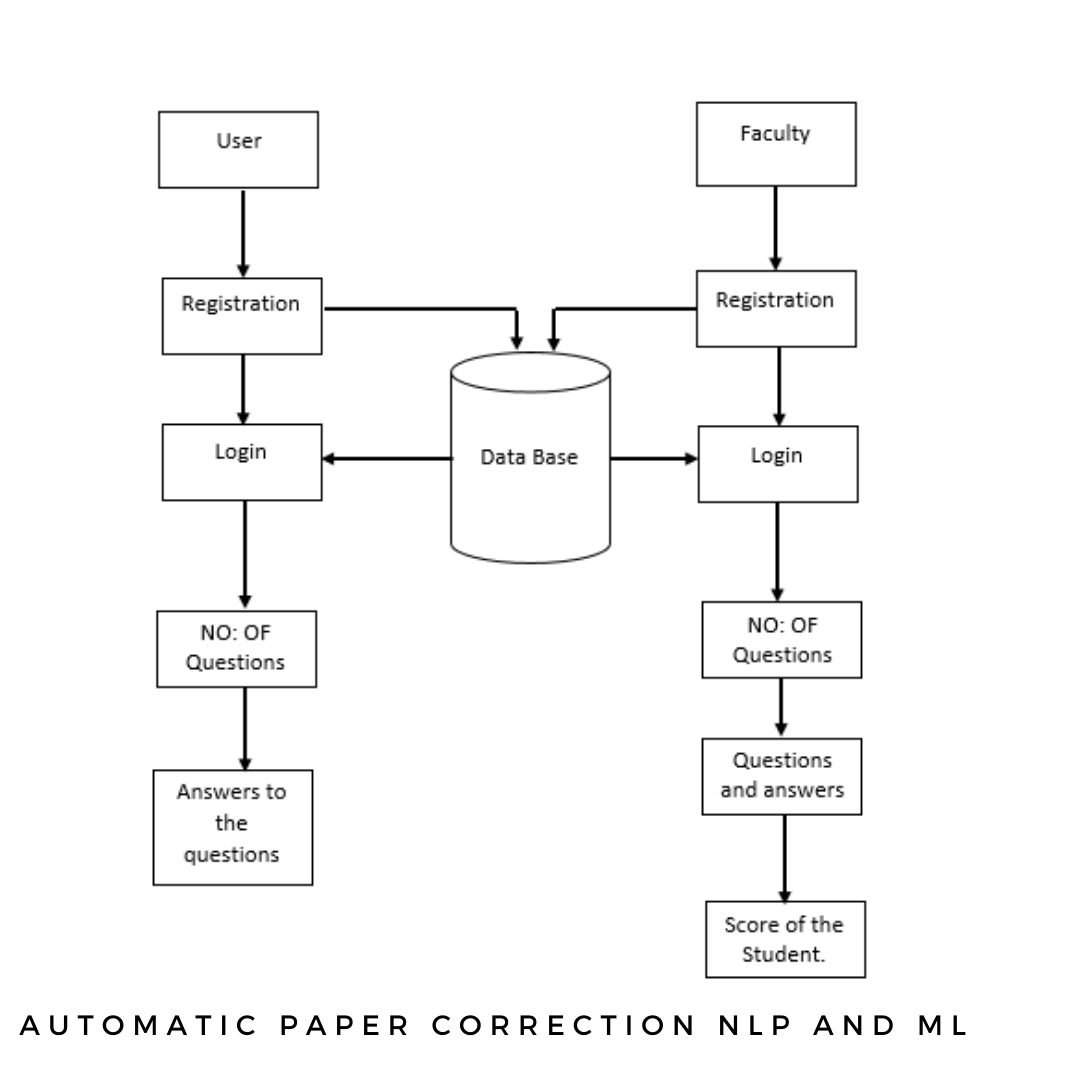 User
Faculty
Registration
Registration
Login
Data Base
Login
NO: OF
Questions
NO: OF
Questions
Answers to
the
questions
Questions
and answers
Score of the
Student.
AUTOMATIC PAPER CORRECTION NLP AND ML